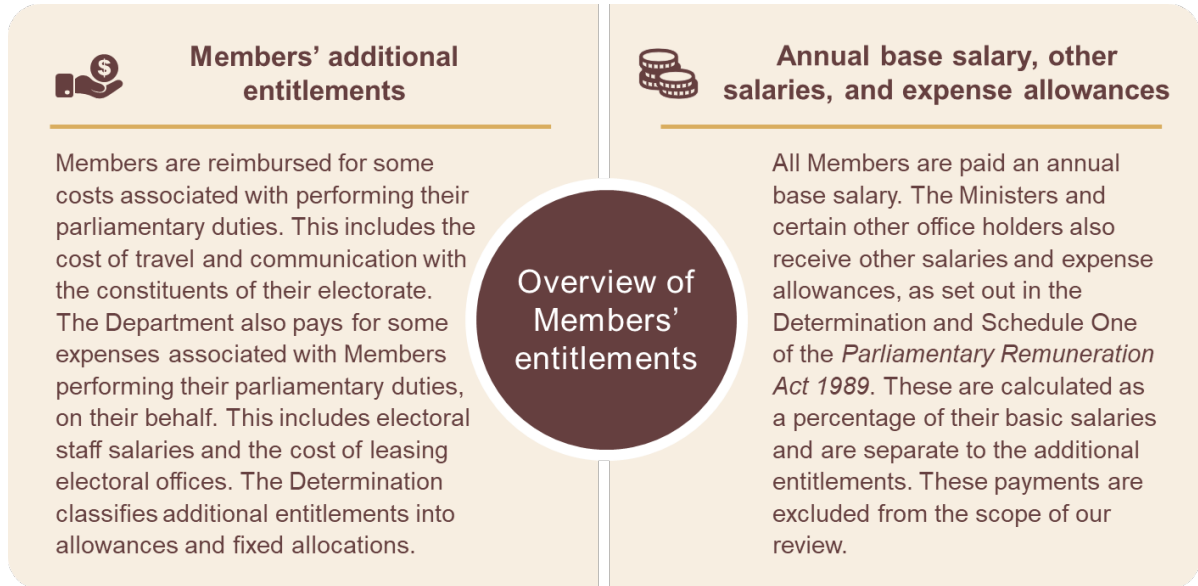 Members' additional
entitlements
Members are reimbursed for some
costs associated with performing their
parliamentary duties. This includes the
cost of travel and communication with
the constituents of their electorate.
The Department also pays for some
expenses associated with Members
performing their parliamentary duties,
on their behalf. This includes electoral
staff salaries and the cost of leasing
electoral offices. The Determination
classifies additional entitlements into
allowances and fixed allocations.
Overview of
Members'
entitlements
Annual base salary, other
salaries, and expense allowances
All Members are paid an annual
base salary. The Ministers and
certain other office holders also
receive other salaries and expense
allowances, as set out in the
Determination and Schedule One
of the Parliamentary Remuneration
Act 1989. These are calculated as
a percentage of their basic salaries
and are separate to the additional
entitlements. These payments are
excluded from the scope of our
review.